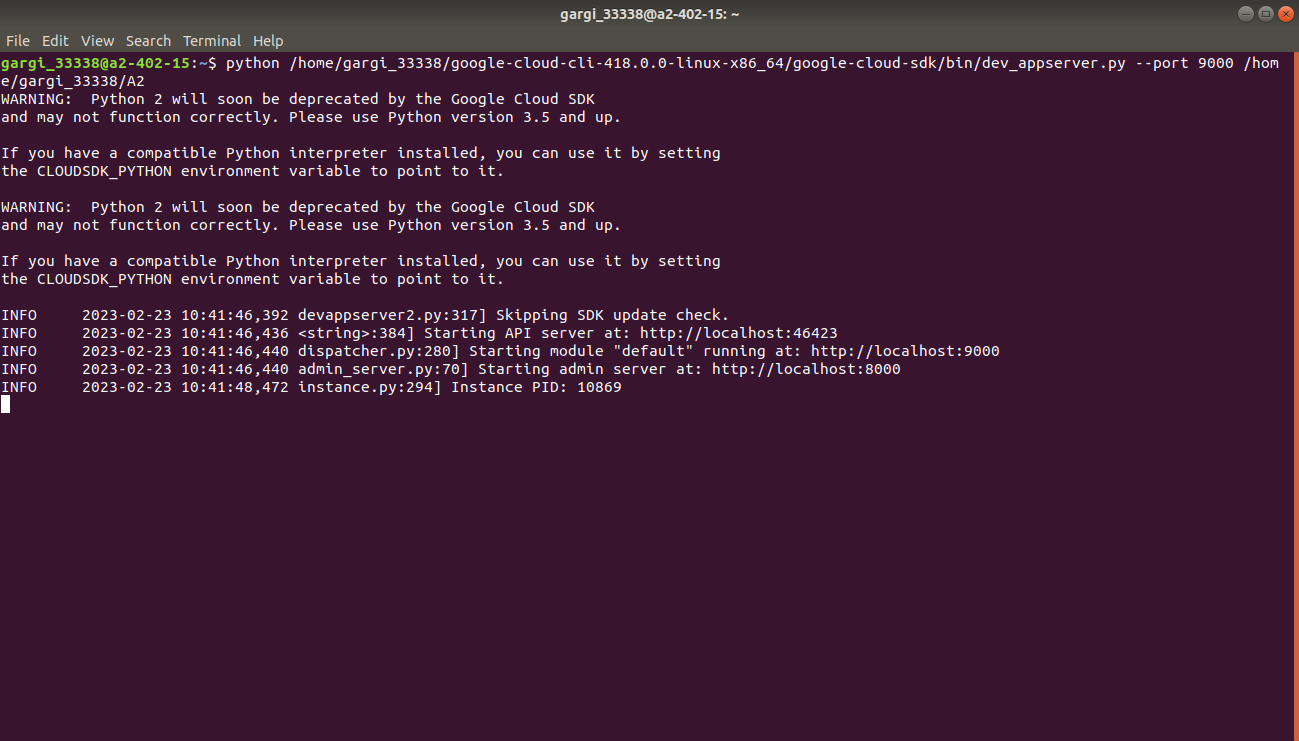 gargi_33338@a2-402-15: ~
File Edit View Search Terminal Help
gargi_33338@a2-402-15:~$ python /home/gargi_33338/google-cloud-cli-418.0.0-linux-x86_64/google-cloud-sdk/bin/dev_appserver.py --port 9000 /hom
e/gargi_33338/A2
WARNING:  Python 2 will soon be deprecated by the Google Cloud SDK
and may not function correctly. Please use Python version 3.5 and up.

If you have a compatible Python interpreter installed, you can use it by setting
the CLOUDSDK_PYTHON environment variable to point to it.

WARNING:  Python 2 will soon be deprecated by the Google Cloud SDK
and may not function correctly. Please use Python version 3.5 and up.

If you have a compatible Python interpreter installed, you can use it by setting
the CLOUDSDK_PYTHON environment variable to point to it.

INFO     2023-02-23 10:41:46,392 devappserver2.py:317] Skipping SDK update check.
INFO     2023-02-23 10:41:46,436 <string>:384] Starting API server at: http://localhost:46423
INFO     2023-02-23 10:41:46,440 dispatcher.py:280] Starting module "default" running at: http://localhost:9000
INFO     2023-02-23 10:41:46,440 admin_server.py:70] Starting admin server at: http://localhost:8000
INFO     2023-02-23 10:41:48,472 instance.py:294] Instance PID: 10869